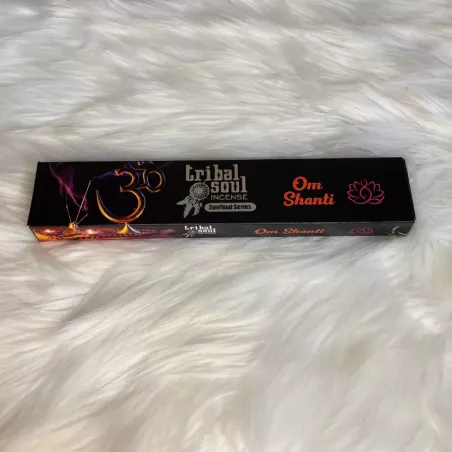 ॐ
tribal
soul
INCENSE
Spiritual Series
Om
Shanti
tribal
soul
Om Shanti